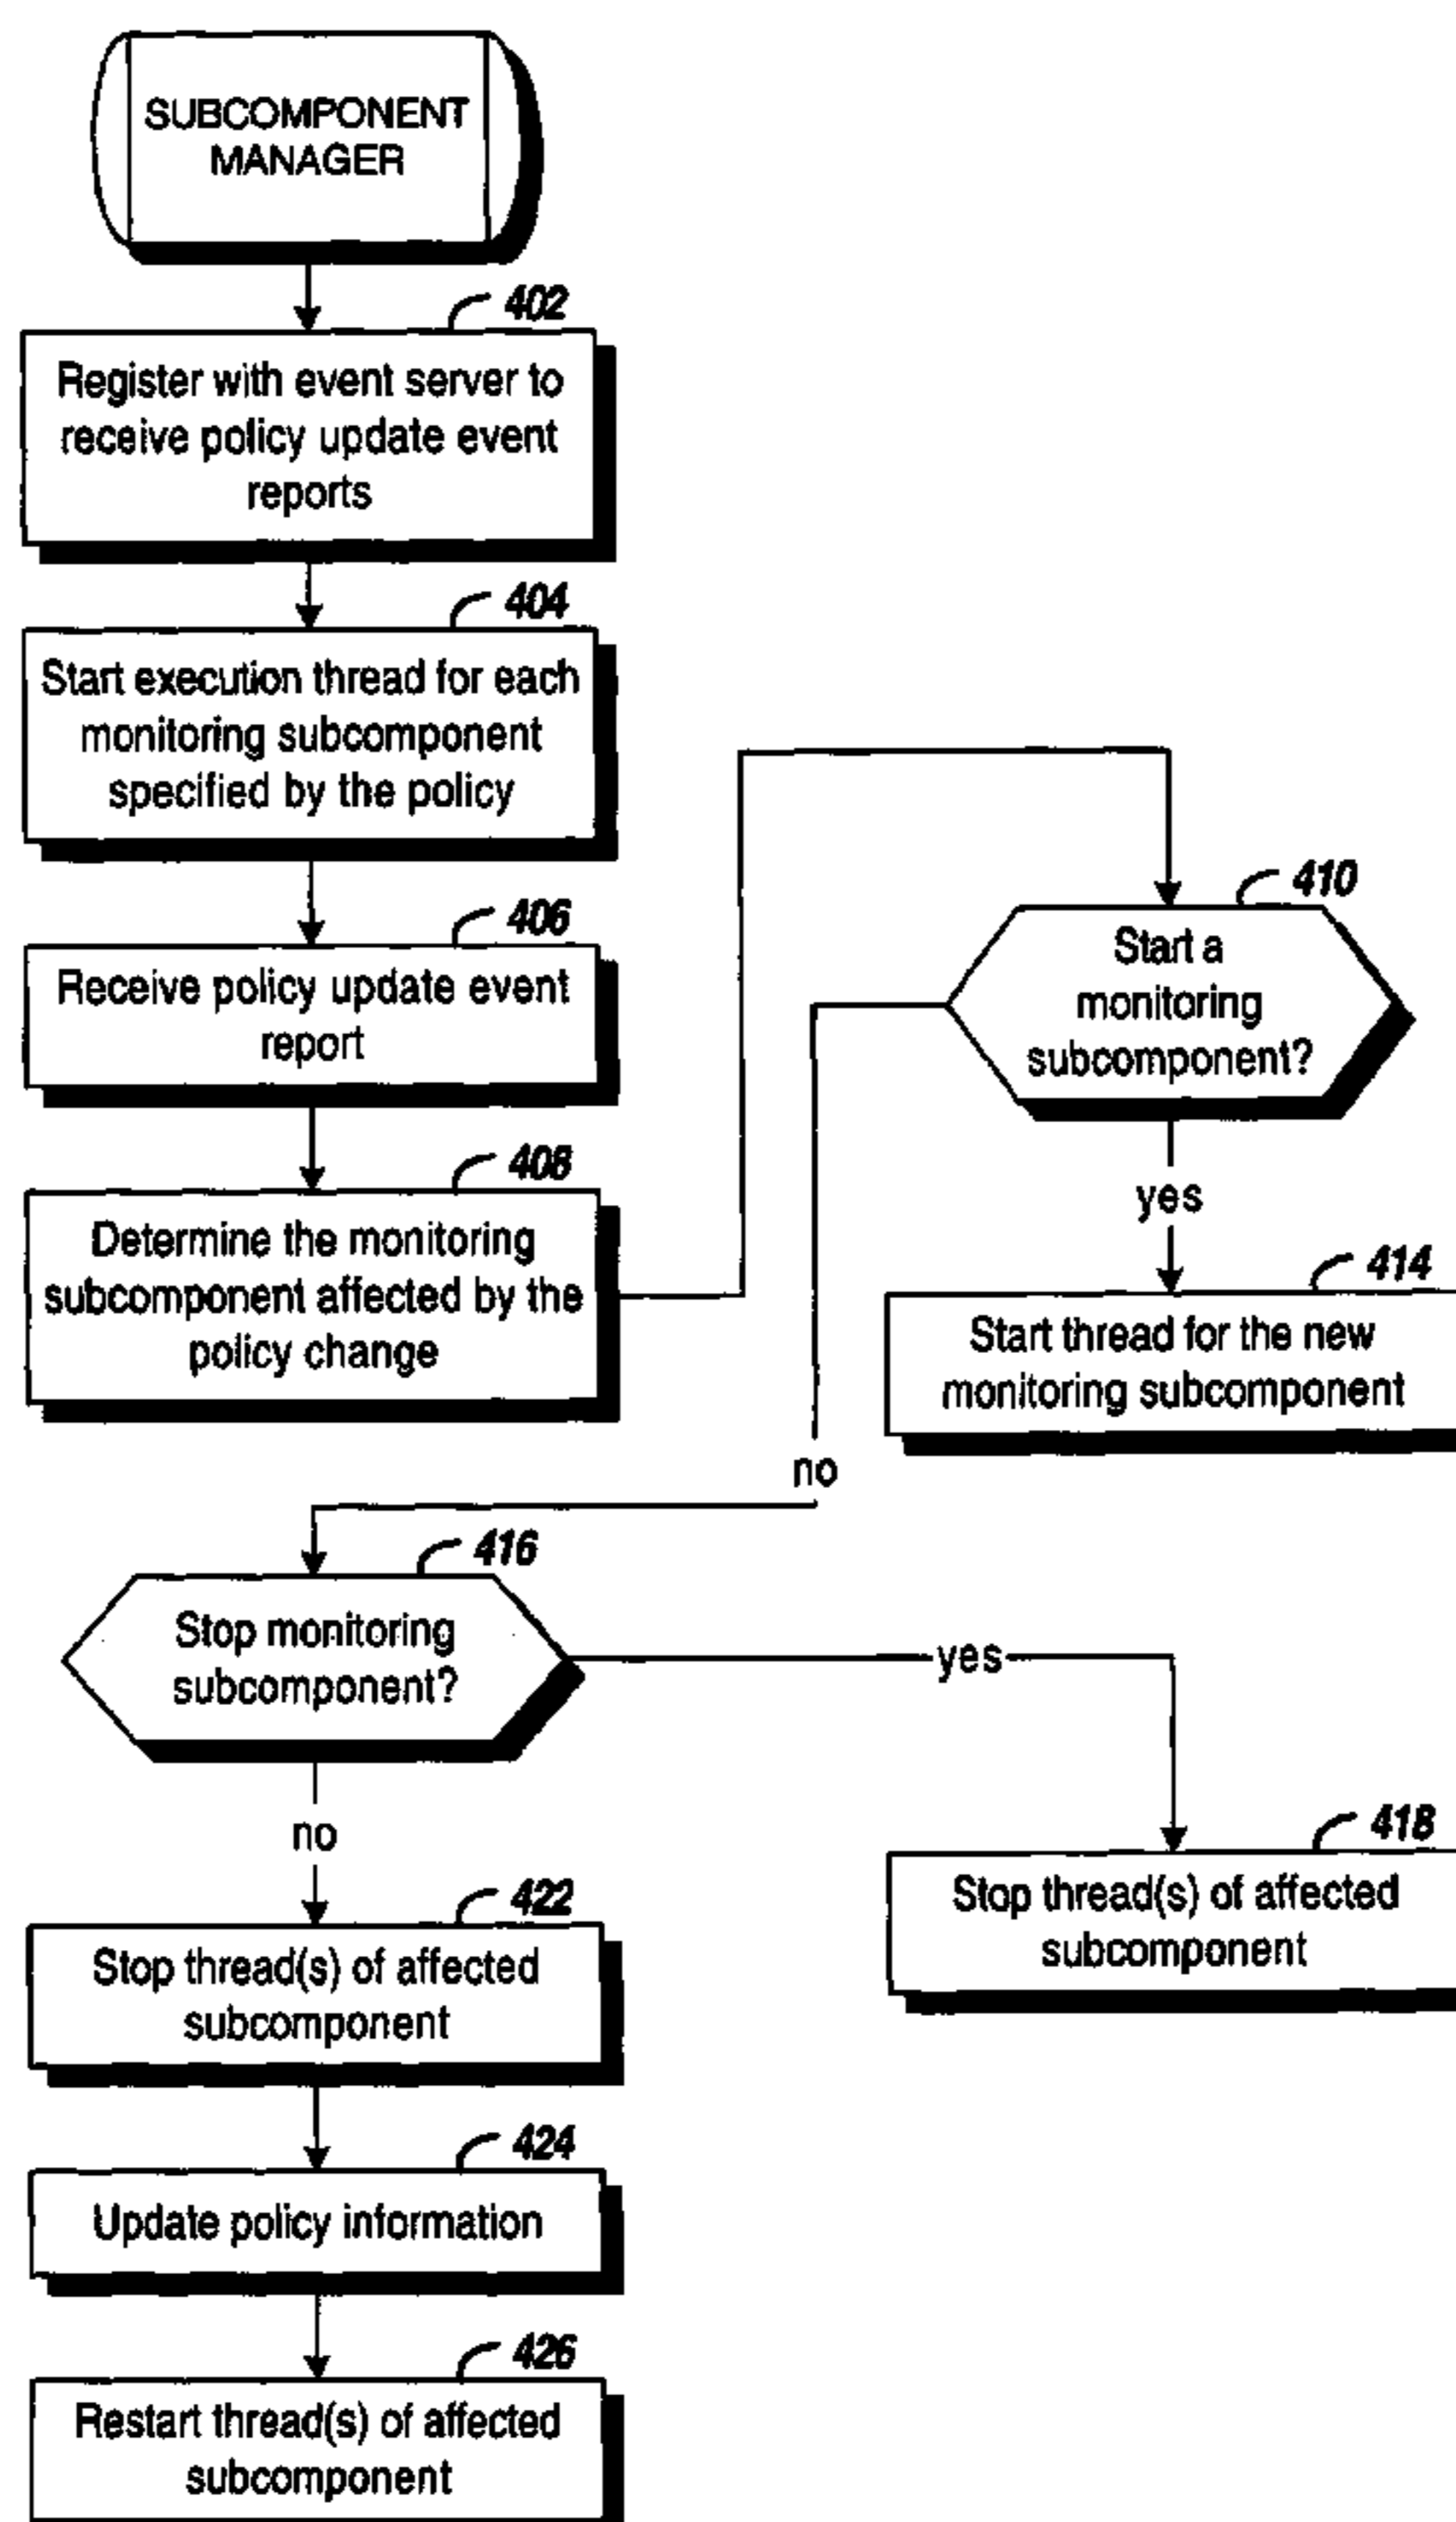 SUBCOMPONENT
MANAGER
402
Register with event server to
receive policy update event
reports
404
Start execution thread for each
monitoring subcomponent
specified by the policy
406
Receive policy update event
report
408
Determine the monitoring
subcomponent affected by the
policy change
410
Start a
monitoring
subcomponent?
yes
414
Start thread for the new
monitoring subcomponent
no
416
Stop monitoring
subcomponent?
yes
418
Stop thread(s) of affected
subcomponent
no
422
Stop thread(s) of affected
subcomponent
424
Update policy information
426
Restart thread(s) of affected
subcomponent